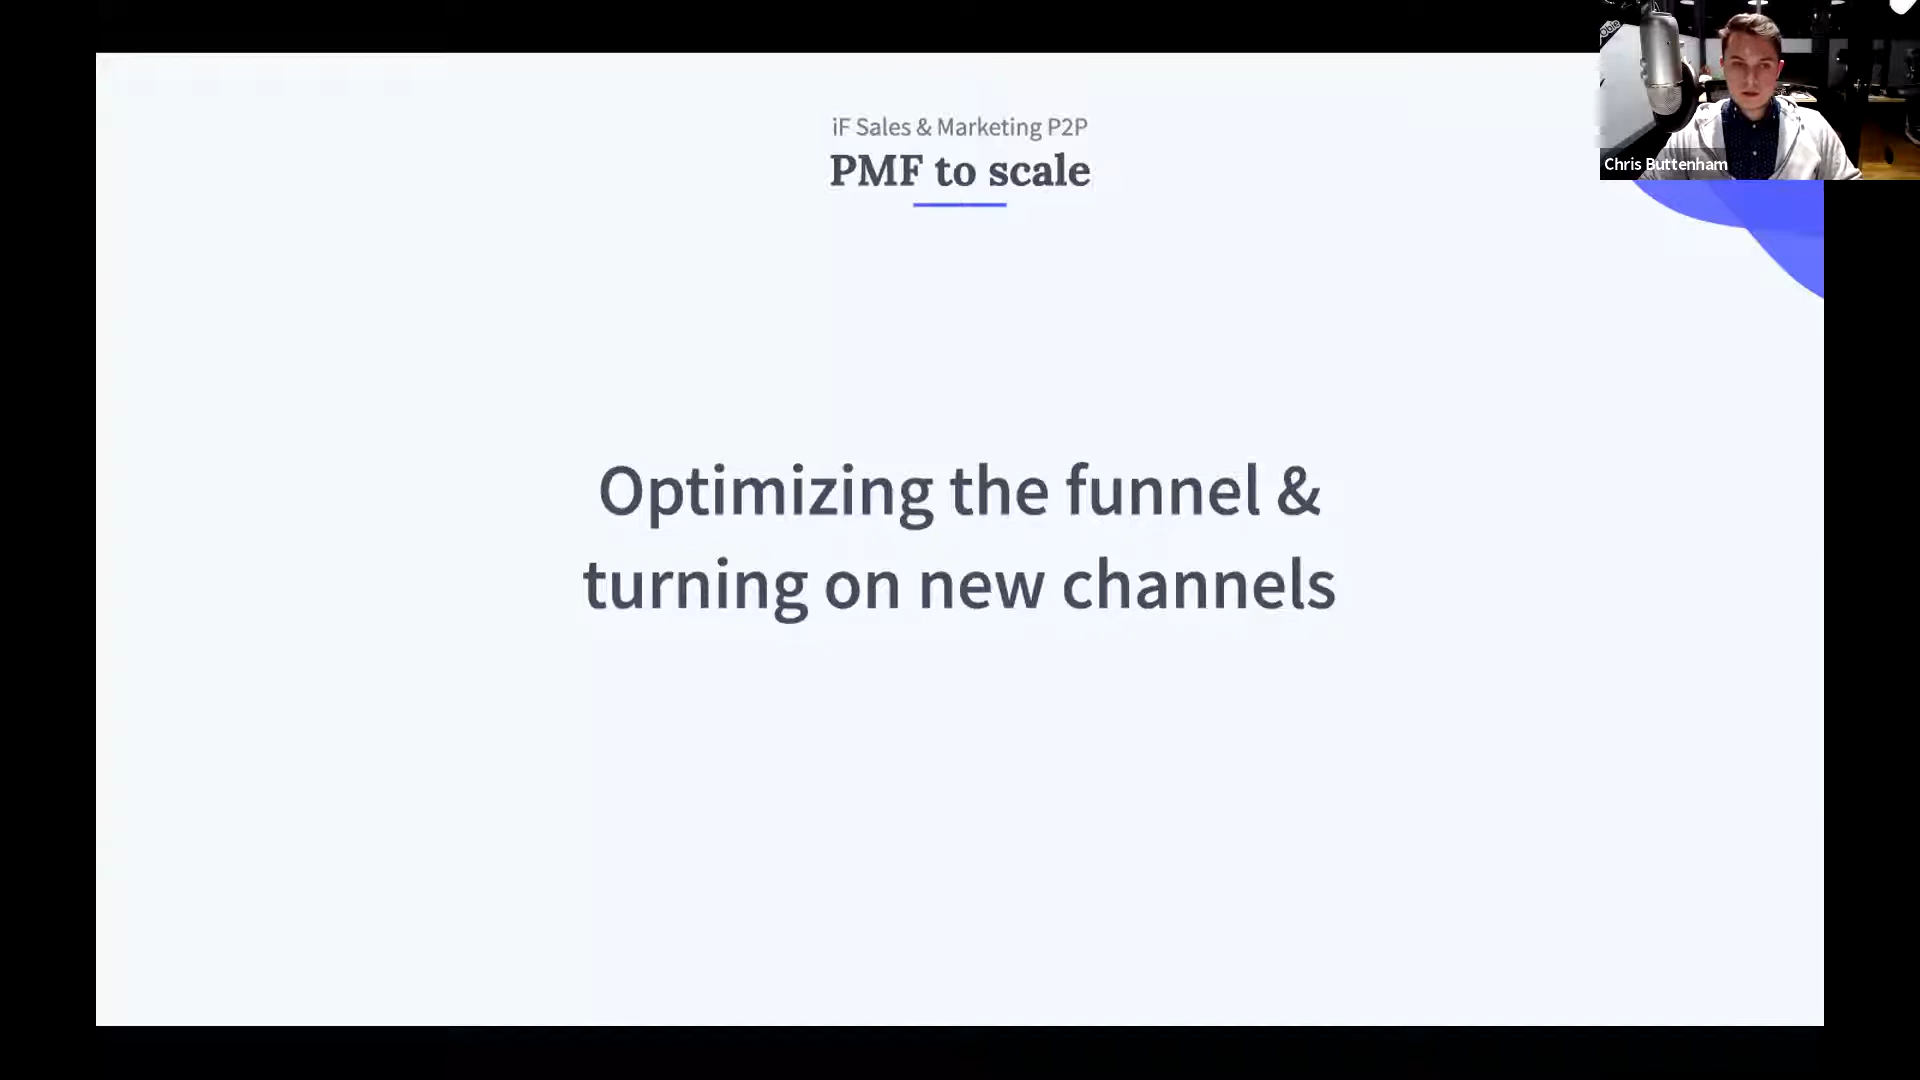 iF Sales & Marketing P2P
PMF to scale
Optimizing the funnel &
turning on new channels
Chris Buttenham